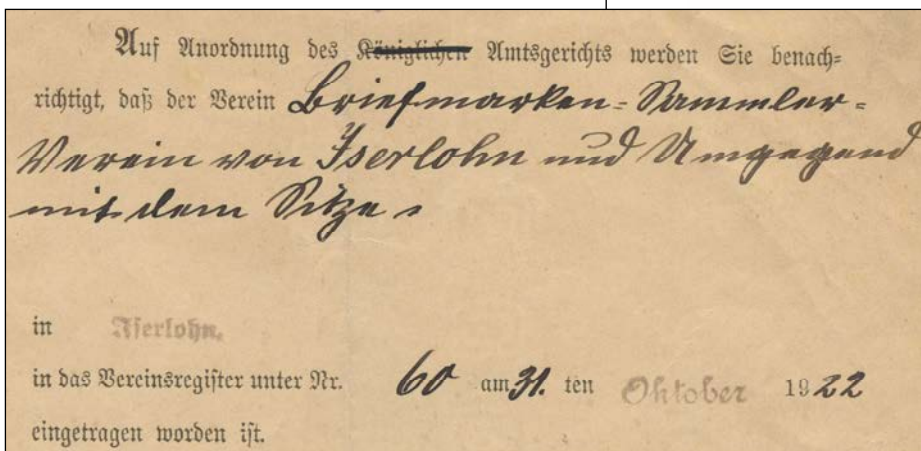 Auf Anordnung des Königlichen Amtsgerichts werden Sie benach-
richtigt, daß der Verein Briefmarken-Sammler-
Verein von Iserlohn und Umgegend
mit dem Sitze
in Iserlohn.
in das Vereinsregister unter Nr. 60 am 31. ten Oktober 1922
eingetragen worden ist.